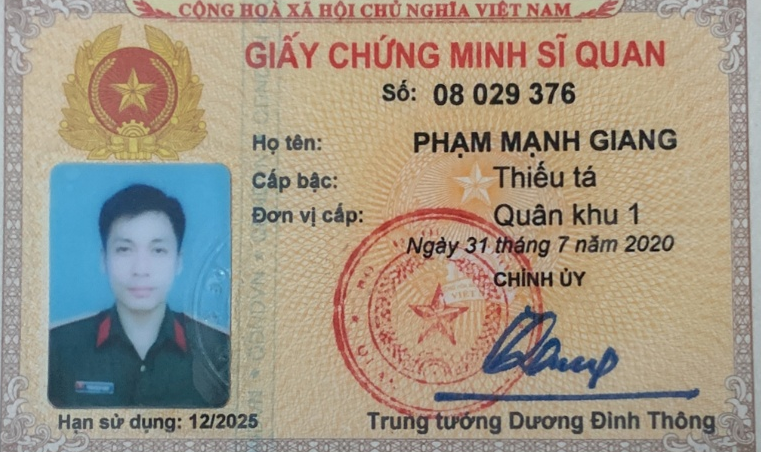 CỘNG HOÀ XÃ HỘI CHỦ NGHĨA VIỆT NAM
GIẤY CHỨNG MINH SĨ QUAN
Số: 08 029 376
Họ tên: PHẠM MẠNH GIANG
Cấp bậc: Thiếu tá
Đơn vị cấp: Quân khu 1
Ngày 31 tháng 7 năm 2020
CHÍNH ỦY
Hạn sử dụng: 12/2025
Trung tướng Dương Đình Thông